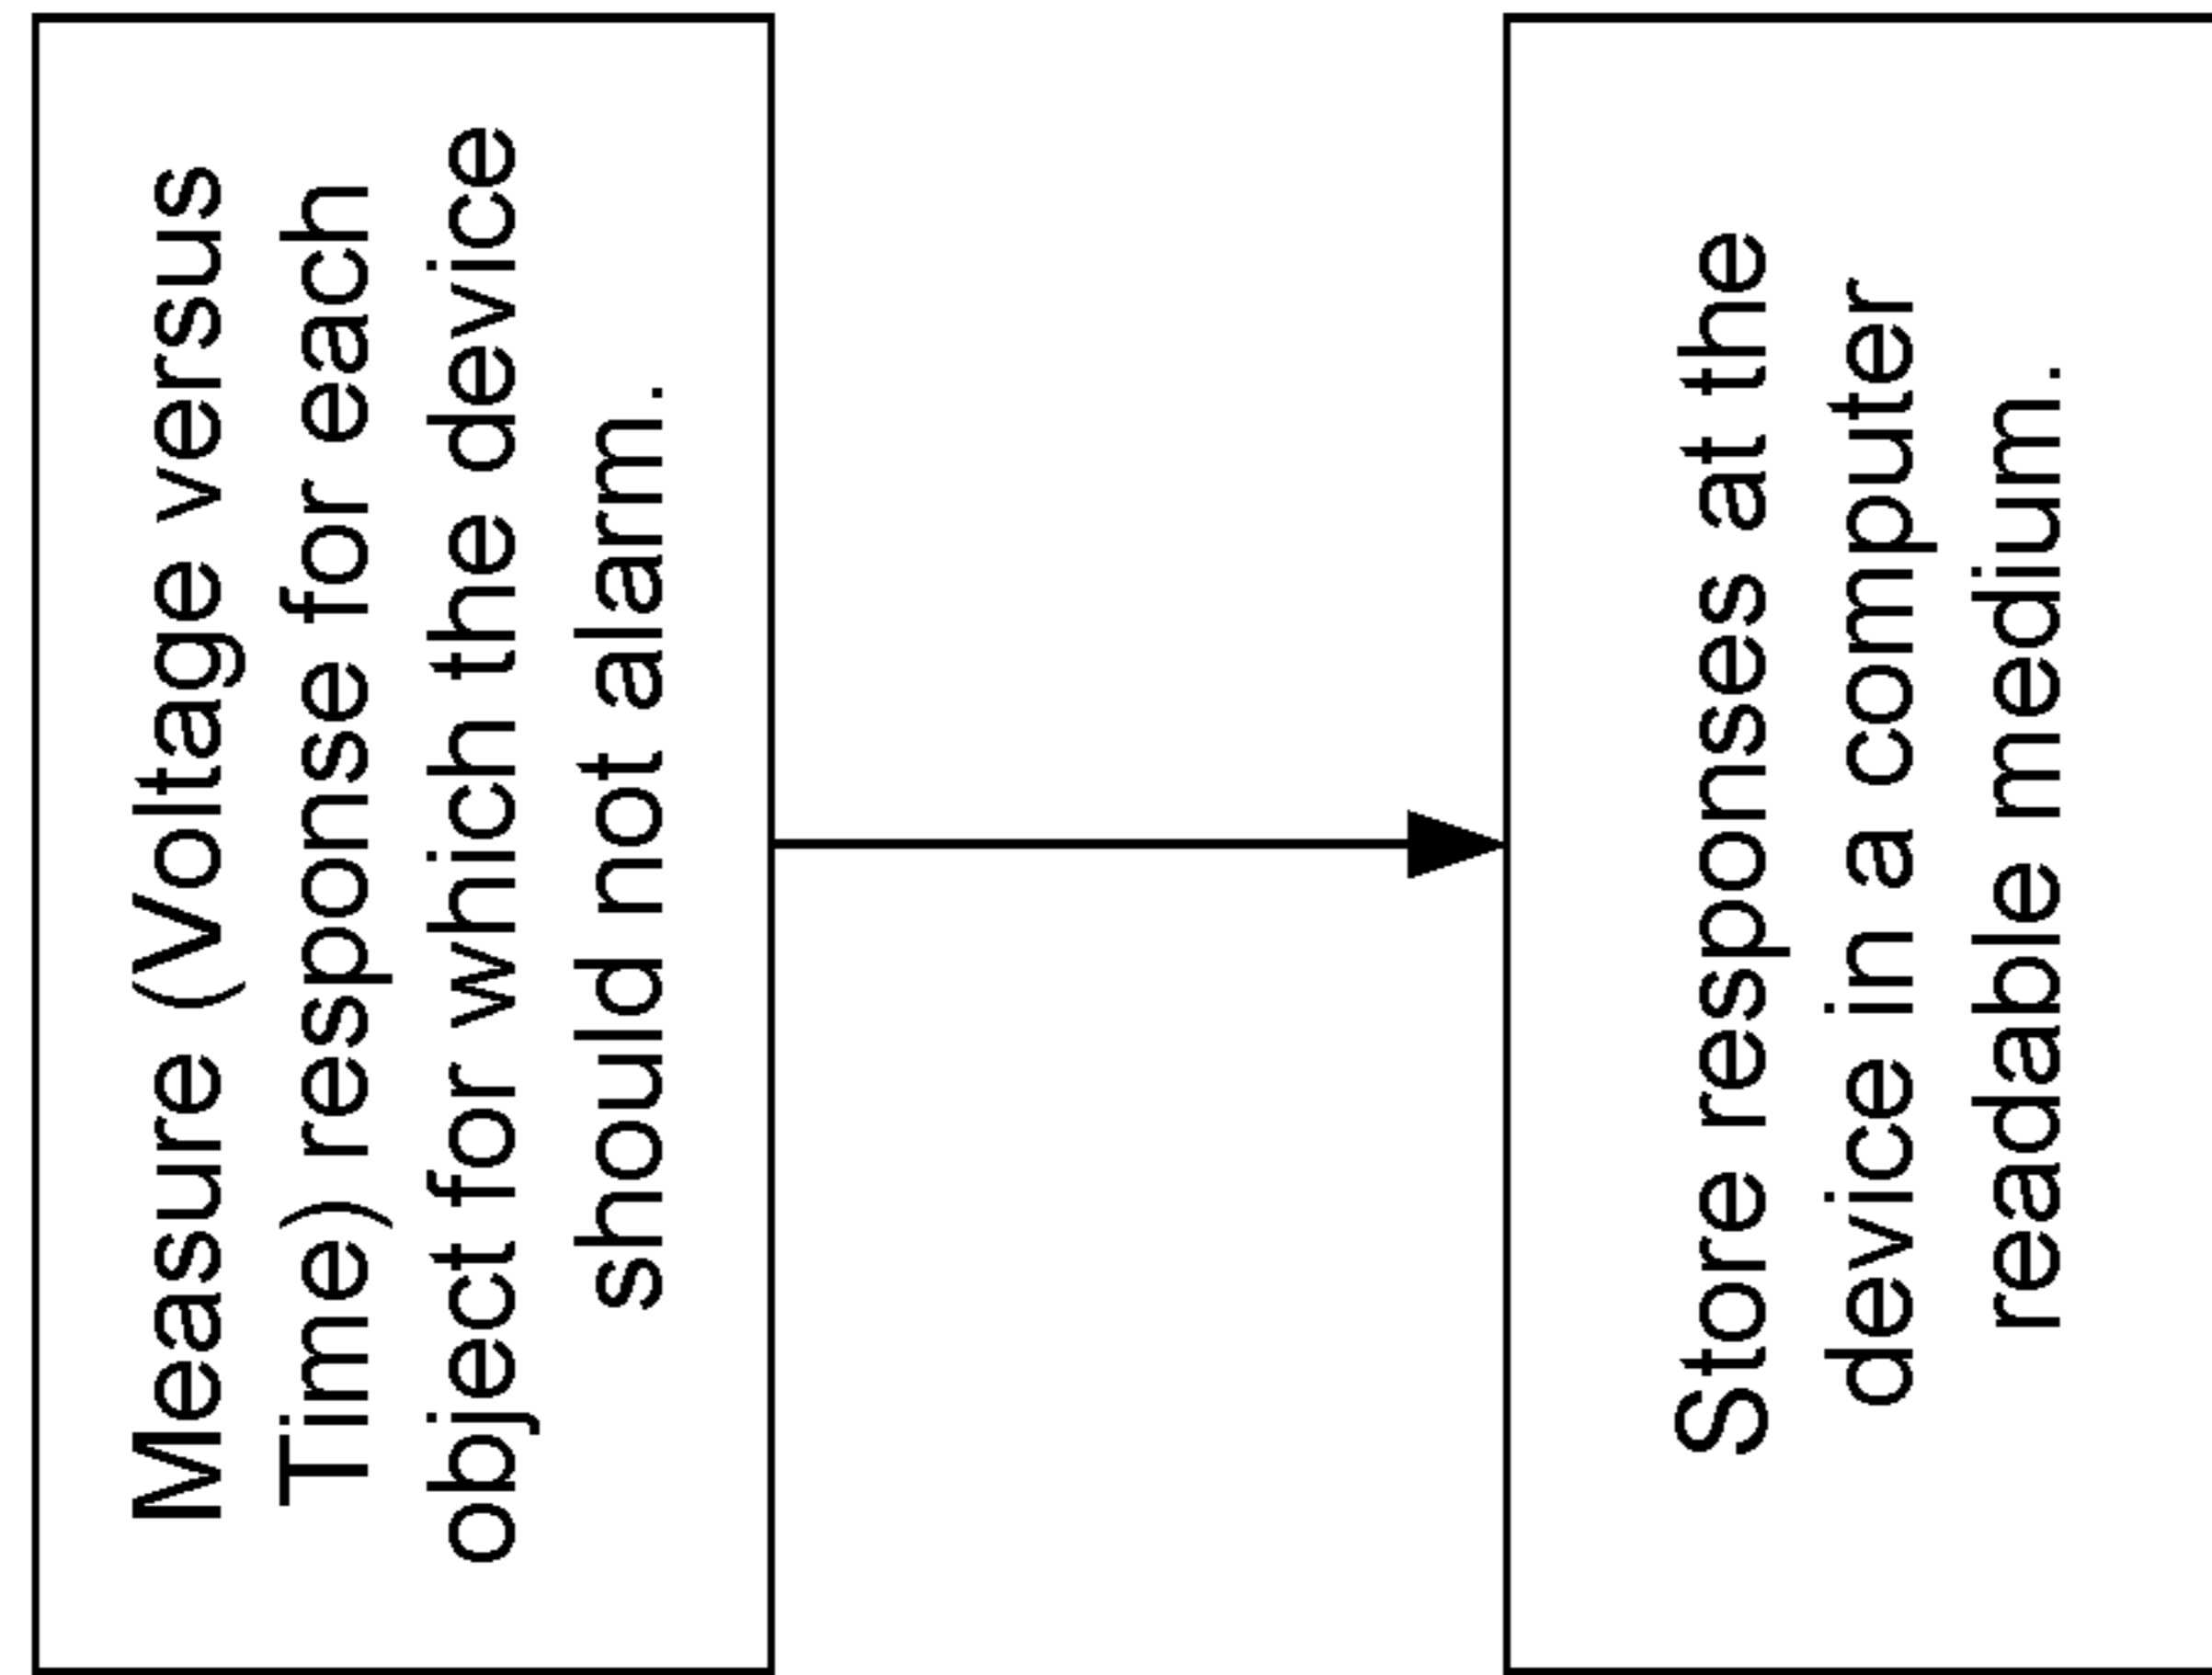 Measure (Voltage versus
Time) response for each
object for which the device
should not alarm.
Store responses at the
device in a computer
readable medium.